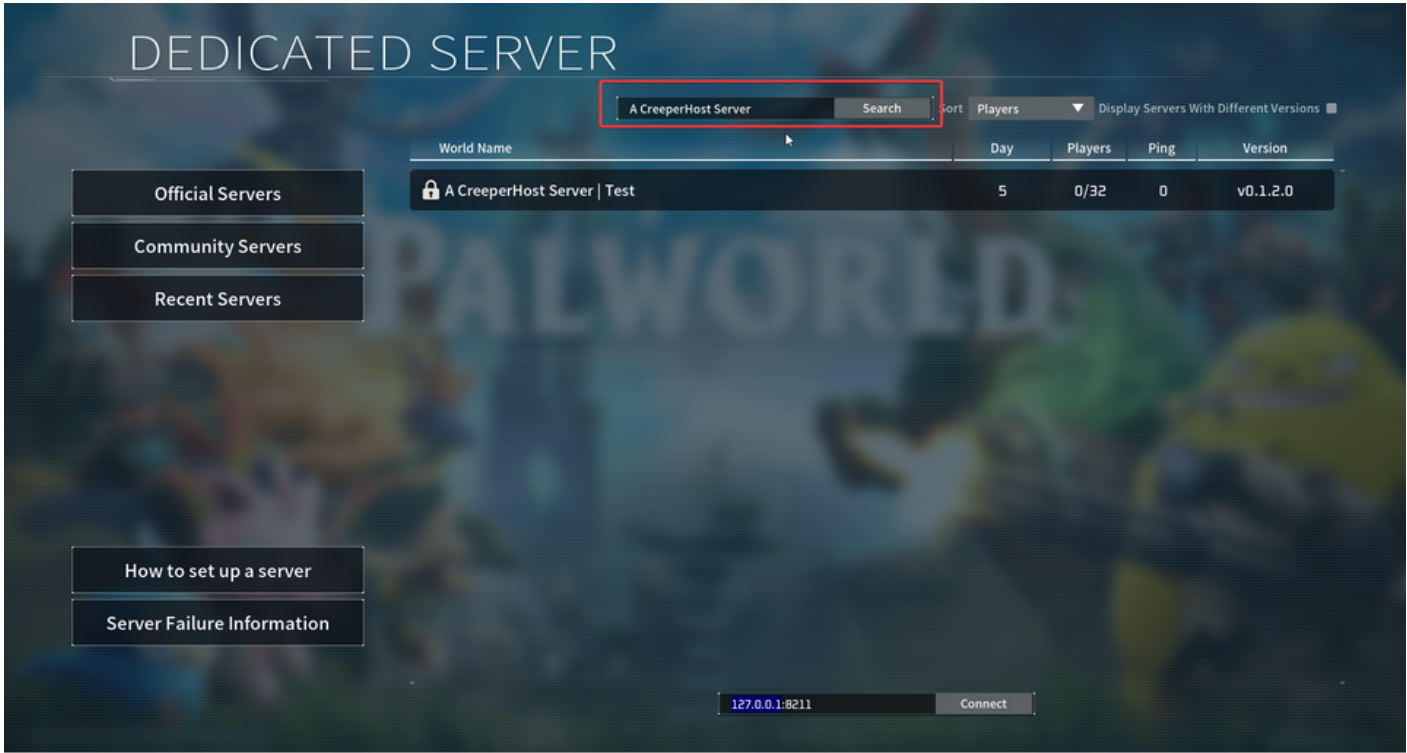 DEDICATED SERVER
A CreeperHost Server Search Sort Players Display Servers With Different Versions
World Name Day Players Ping Version
A CreeperHost Server | Test 5 0/32 0 v0.1.2.0
Official Servers
Community Servers
Recent Servers
PALWORLD
How to set up a server
Server Failure Information
127.0.0.1:8211 Connect